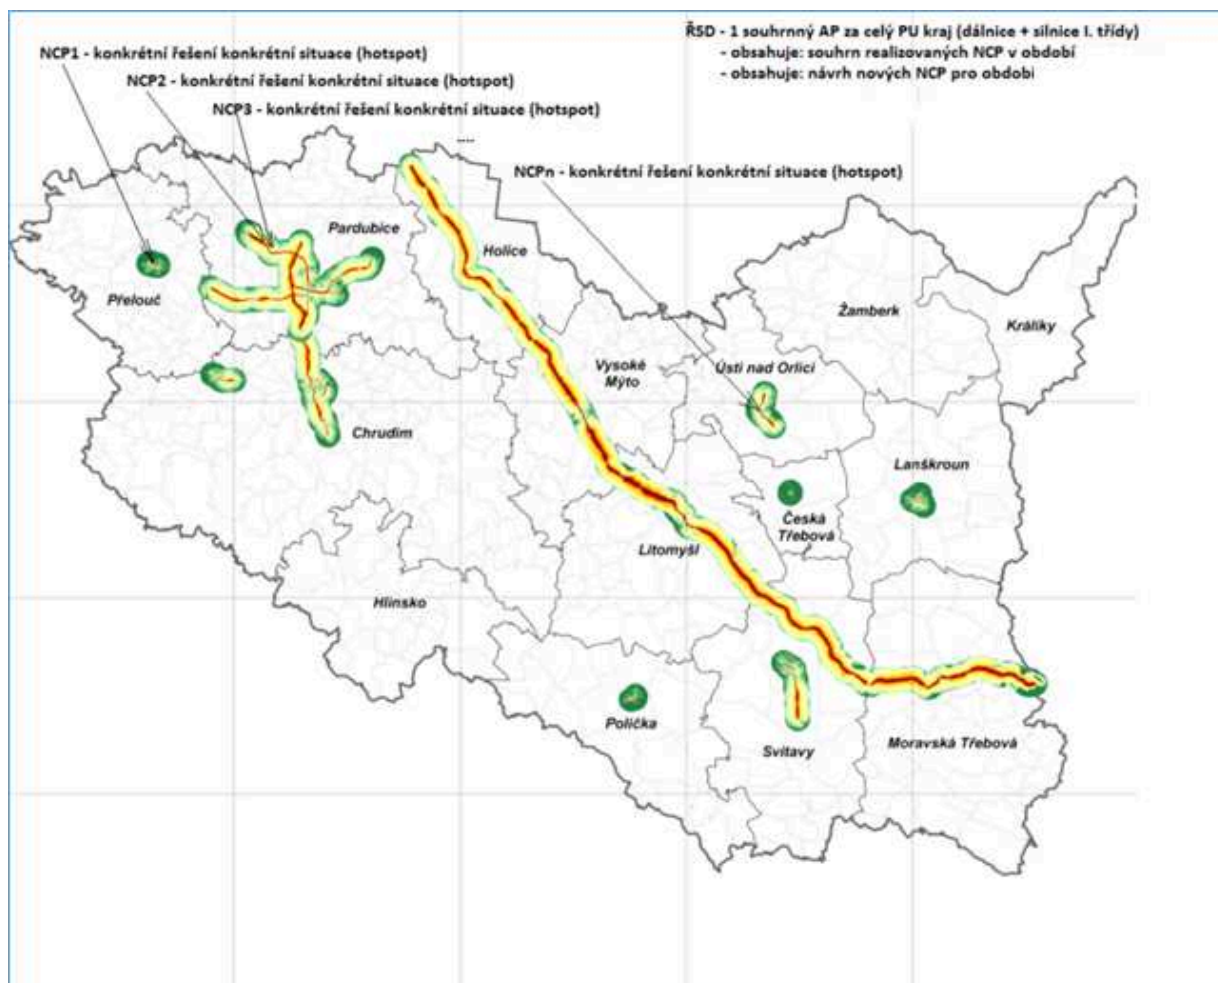 ŘSD - 1 souhrnný AP za celý PU kraj (dálnice + silnice I. třídy)
- obsahuje: souhrn realizovaných NCP v období
- obsahuje: návrh nových NCP pro období
NCP1 - konkrétní řešení konkrétní situace (hotspot)
NCP2 - konkrétní řešení konkrétní situace (hotspot)
NCP3 - konkrétní řešení konkrétní situace (hotspot)
....
NCPn - konkrétní řešení konkrétní situace (hotspot)
Pardubice
Holice
Přelouč
Žamberk
Králíky
Vysoké
Mýto
Ústí nad Orlicí
Chrudim
Lanškroun
Česká
Třebová
Litomyšl
Hlinsko
Polička
Svitavy
Moravská Třebová